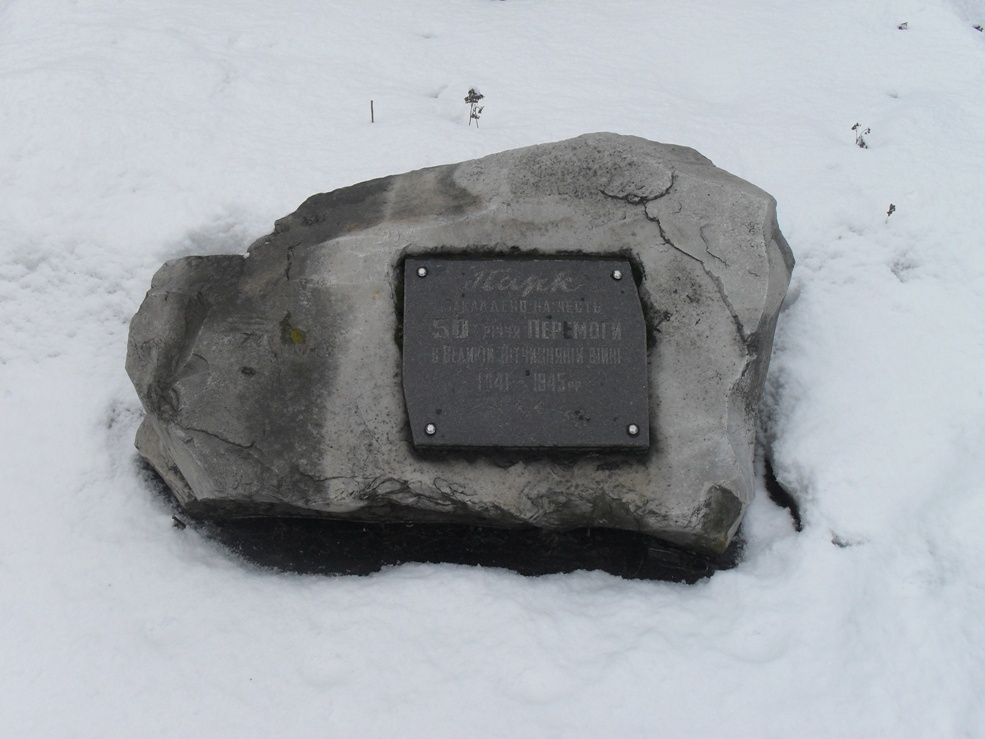 Парк
закладено на честь
50 річчя ПЕРЕМОГИ
в Великій Вітчизняній війні
1941 - 1945 рр